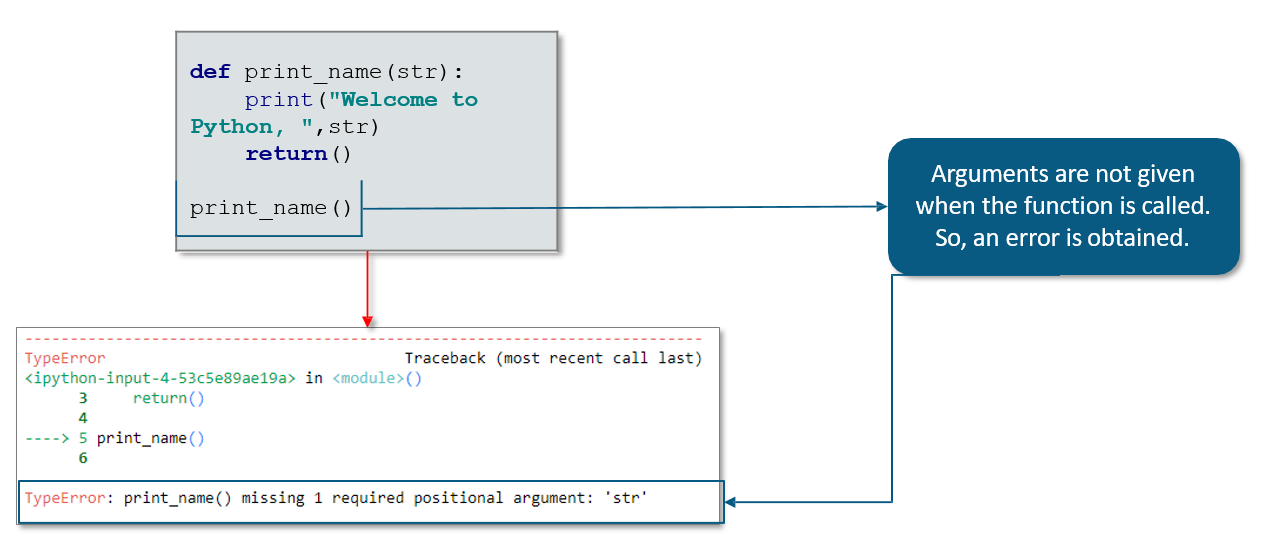 def print_name(str):
    print("Welcome to
Python, ",str)
    return()
print_name()
Arguments are not given
when the function is called.
So, an error is obtained.
---------------------------------------------------------------------------
TypeError                                 Traceback (most recent call last)
<ipython-input-4-53c5e89ae19a> in <module>()
      3     return()
      4
----> 5 print_name()
      6
TypeError: print_name() missing 1 required positional argument: 'str'